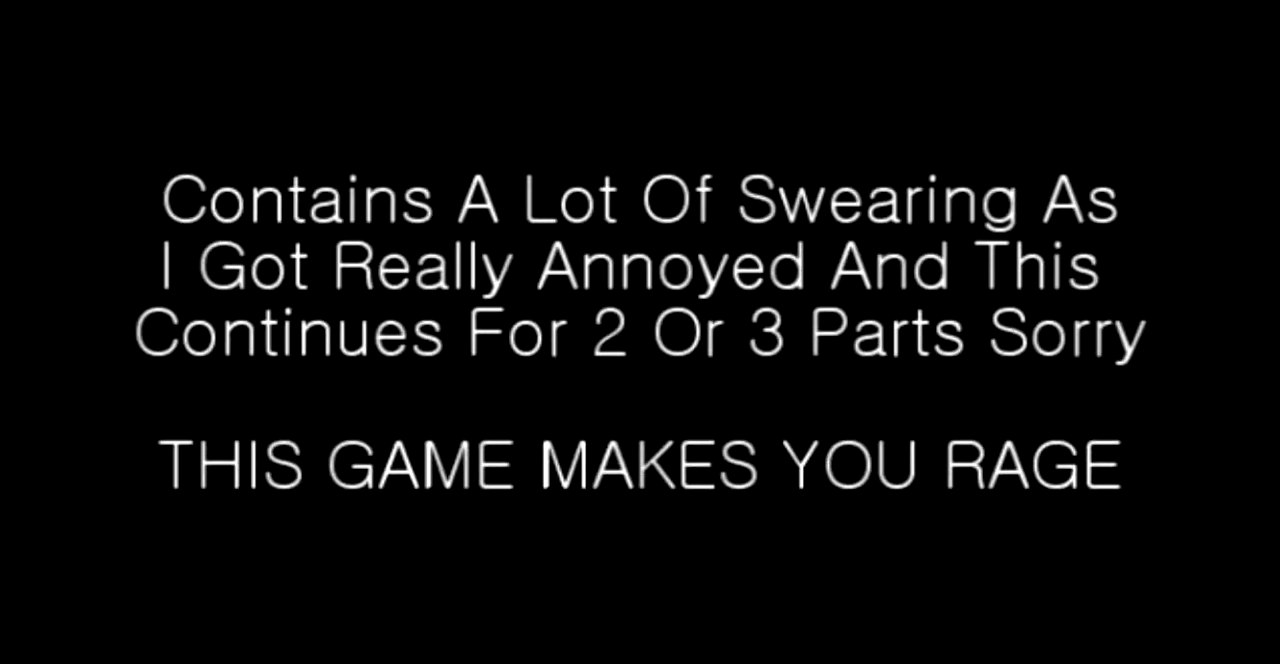 Contains A Lot Of Swearing As
I Got Really Annoyed And This
Continues For 2 Or 3 Parts Sorry
THIS GAME MAKES YOU RAGE